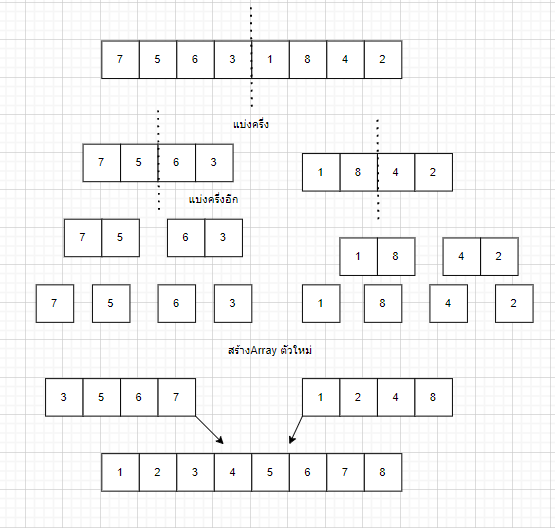 7 5 6 3 1 8 4 2
แบ่งครึ่ง
7 5 6 3
1 8 4 2
แบ่งครึ่งอีก
7 5 6 3
1 8 4 2
7 5 6 3 1 8 4 2
สร้างArray ตัวใหม่
3 5 6 7 1 2 4 8
1 2 3 4 5 6 7 8